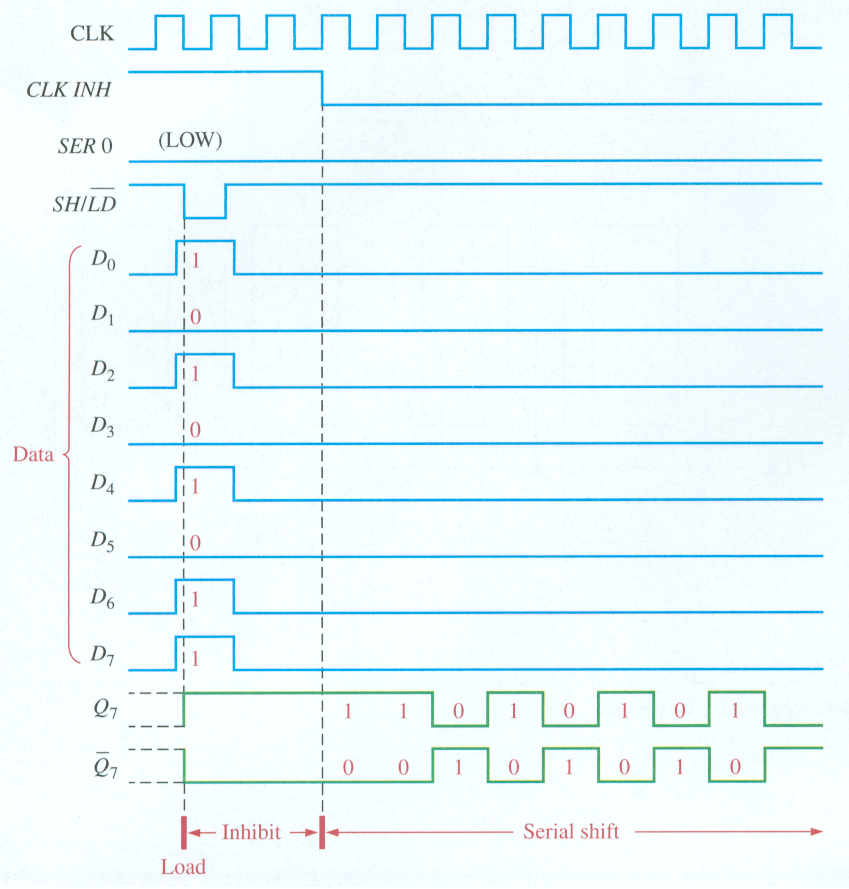 CLK
CLK INH
SER 0 (LOW)
SH/L̅D̅
D₀ 1
D₁ 0
D₂ 1
D₃ 0
Data
D₄ 1
D₅ 0
D₆ 1
D₇ 1
Q₇ 1 1 0 1 0 1 0 1
Q̅₇ 0 0 1 0 1 0 1 0
Inhibit Serial shift
Load